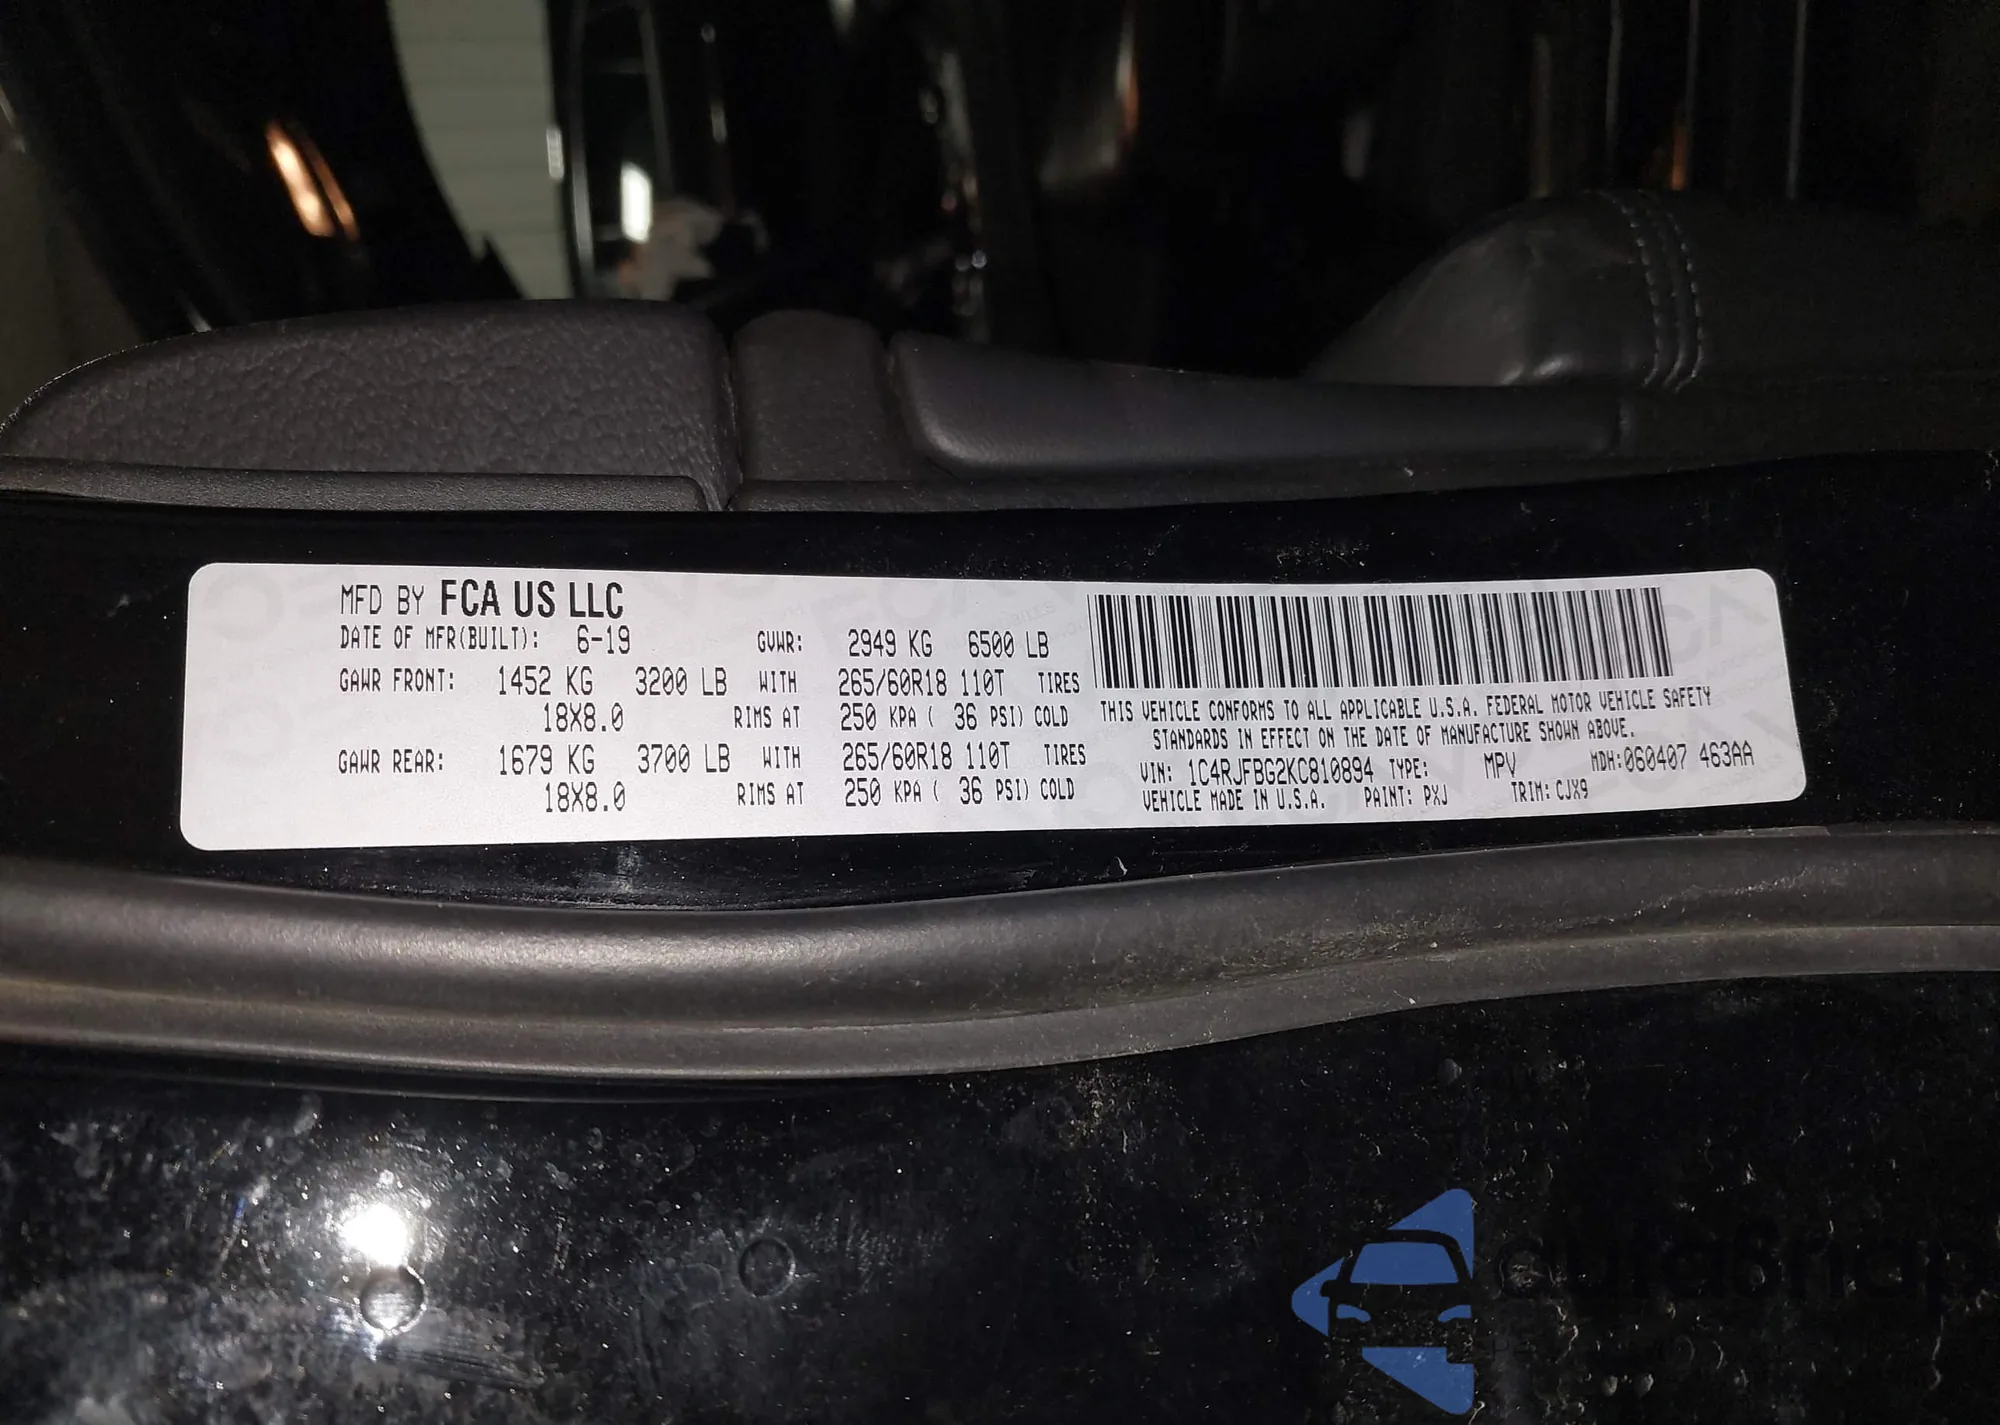 MFD BY FCA US LLC
DATE OF MFR(BUILT): 6-19 GVWR: 2949 KG 6500 LB
GAWR FRONT: 1452 KG 3200 LB WITH 265/60R18 110T TIRES
18X8.0 RIMS AT 250 KPA ( 36 PSI) COLD
GAWR REAR: 1679 KG 3700 LB WITH 265/60R18 110T TIRES
18X8.0 RIMS AT 250 KPA ( 36 PSI) COLD
THIS VEHICLE CONFORMS TO ALL APPLICABLE U.S.A. FEDERAL MOTOR VEHICLE SAFETY
STANDARDS IN EFFECT ON THE DATE OF MANUFACTURE SHOWN ABOVE.
VIN: 1C4RJFBG2KC810894 TYPE: MPV MDH:060407 463AA
VEHICLE MADE IN U.S.A. PAINT: PXJ TRIM: CJX9